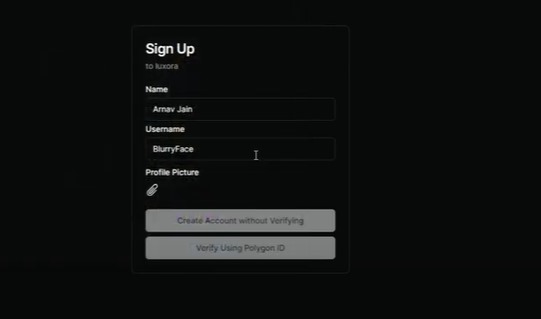 Sign Up
to luxora
Name
Arnav Jain
Username
BlurryFace
Profile Picture
Create Account without Verifying
Verify Using Polygon ID